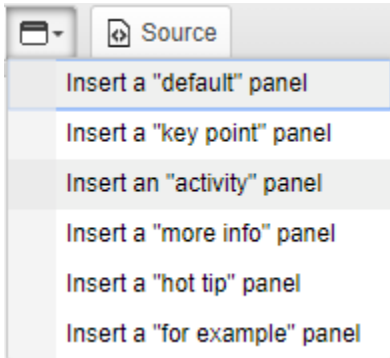 Source
Insert a "default" panel
Insert a "key point" panel
Insert an "activity" panel
Insert a "more info" panel
Insert a "hot tip" panel
Insert a "for example" panel